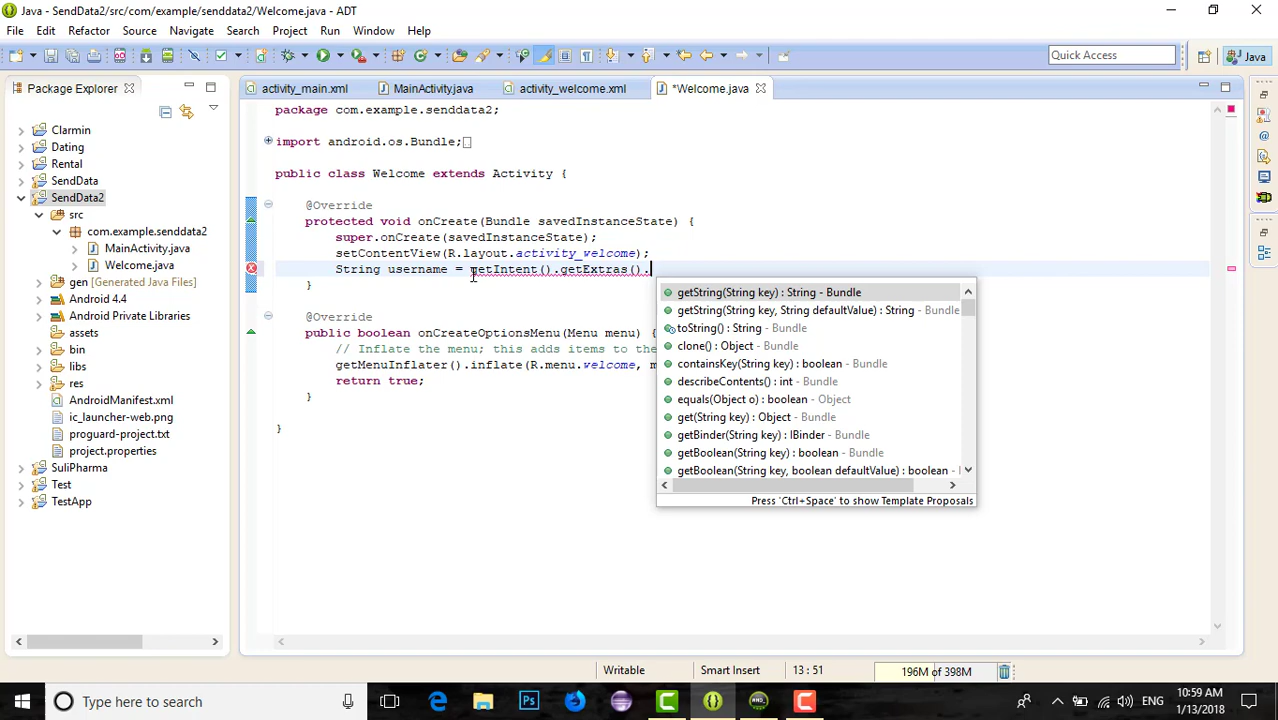 Java - SendData2/src/com/example/senddata2/Welcome.java - ADT
File Edit Refactor Source Navigate Search Project Run Window Help
Quick Access
Java
Package Explorer
activity_main.xml MainActivity.java activity_welcome.xml *Welcome.java
Clarmin
Dating
Rental
SendData
SendData2
src
com.example.senddata2
MainActivity.java
Welcome.java
gen [Generated Java Files]
Android 4.4
Android Private Libraries
assets
bin
libs
res
AndroidManifest.xml
ic_launcher-web.png
proguard-project.txt
project.properties
SuliPharma
Test
TestApp
package com.example.senddata2;
import android.os.Bundle;
public class Welcome extends Activity {
@Override
protected void onCreate(Bundle savedInstanceState) {
super.onCreate(savedInstanceState);
setContentView(R.layout.activity_welcome);
String username = getIntent().getExtras().
}
@Override
public boolean onCreateOptionsMenu(Menu menu) {
// Inflate the menu; this adds items to the
getMenuInflater().inflate(R.menu.welcome, m
return true;
}
}
getString(String key) : String - Bundle
getString(String key, String defaultValue) : String - Bundle
toString() : String - Bundle
clone() : Object - Bundle
containsKey(String key) : boolean - Bundle
describeContents() : int - Bundle
equals(Object o) : boolean - Object
get(String key) : Object - Bundle
getBinder(String key) : IBinder - Bundle
getBoolean(String key) : boolean - Bundle
getBoolean(String key, boolean defaultValue) : boolean -
Press 'Ctrl+Space' to show Template Proposals
Writable Smart Insert 13 : 51 196M of 398M
Type here to search
ENG
10:59 AM
1/13/2018